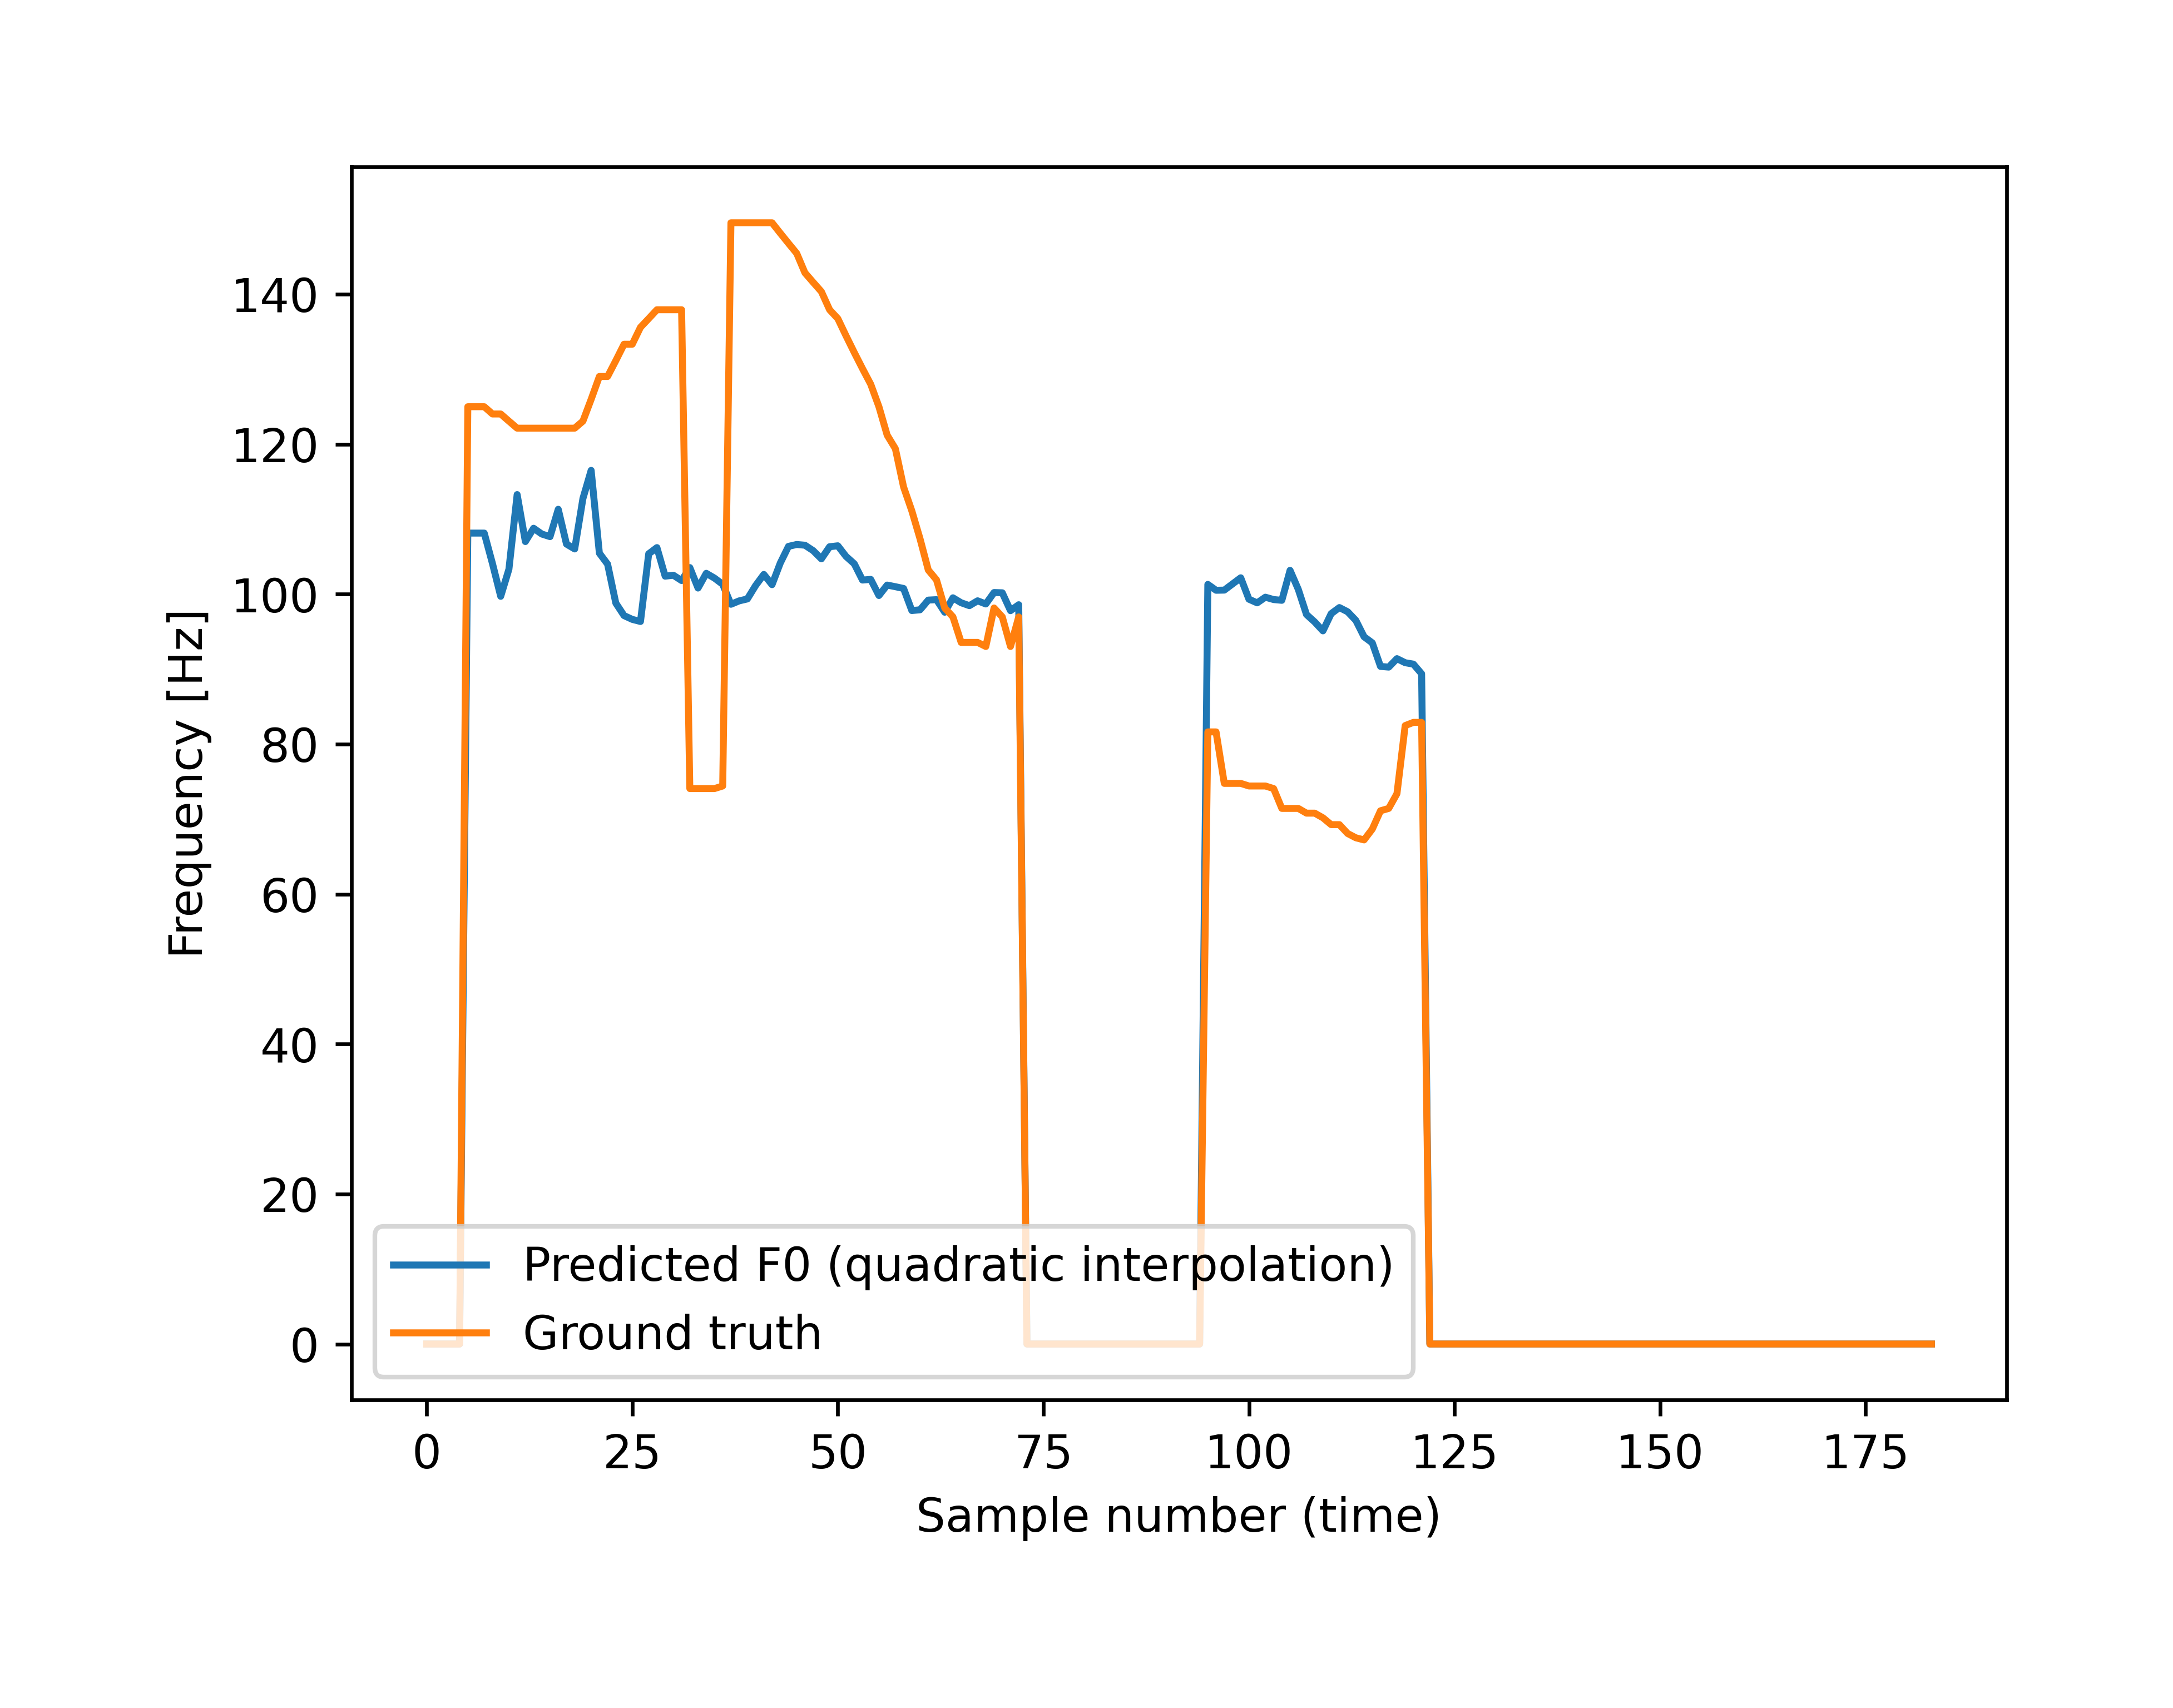 140
120
100
80
60
40
20
0
Frequency [Hz]
Predicted F0 (quadratic interpolation)
Ground truth
0 25 50 75 100 125 150 175
Sample number (time)